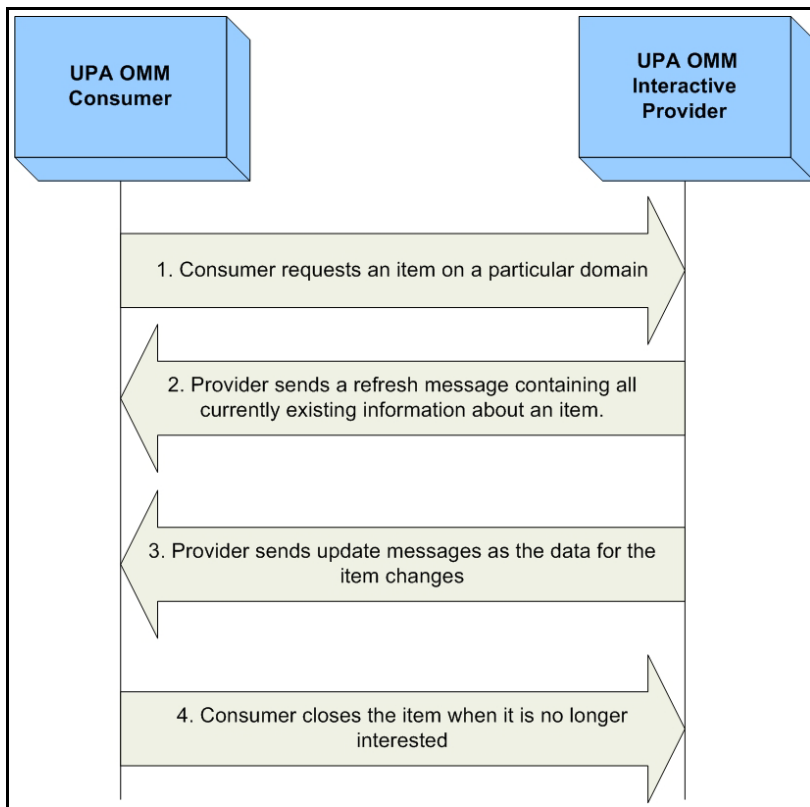 UPA OMM
Consumer
UPA OMM
Interactive
Provider
1. Consumer requests an item on a particular domain
2. Provider sends a refresh message containing all
currently existing information about an item.
3. Provider sends update messages as the data for the
item changes
4. Consumer closes the item when it is no longer
interested